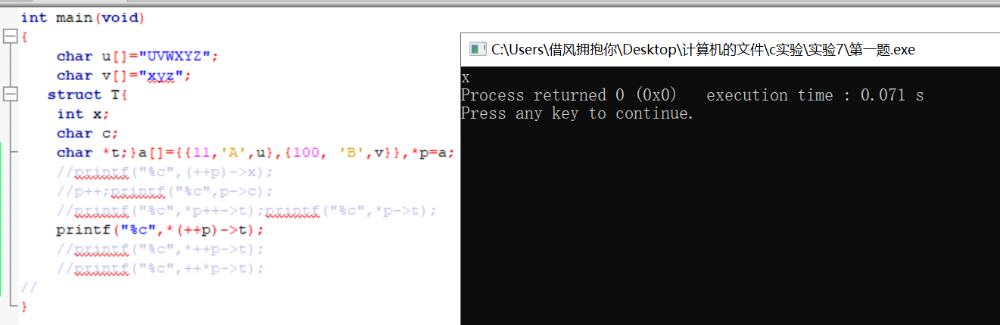 int main(void)
{
char u[]="UVWXYZ";
char v[]="xyz";
struct T{
int x;
char c;
char *t;}a[]={{11,'A',u},{100, 'B',v}},*p=a;
//printf("%c",(++p)->x);
//p++;printf("%c",p->c);
//printf("%c",*p++->t);printf("%c",*p->t);
printf("%c",*(++p)->t);
//printf("%c",*++p->t);
//printf("%c",++*p->t);
//
}
C:\Users\借风拥抱你\Desktop\计算机的文件\c实验\实验7\第一题.exe
x
Process returned 0 (0x0)   execution time : 0.071 s
Press any key to continue.